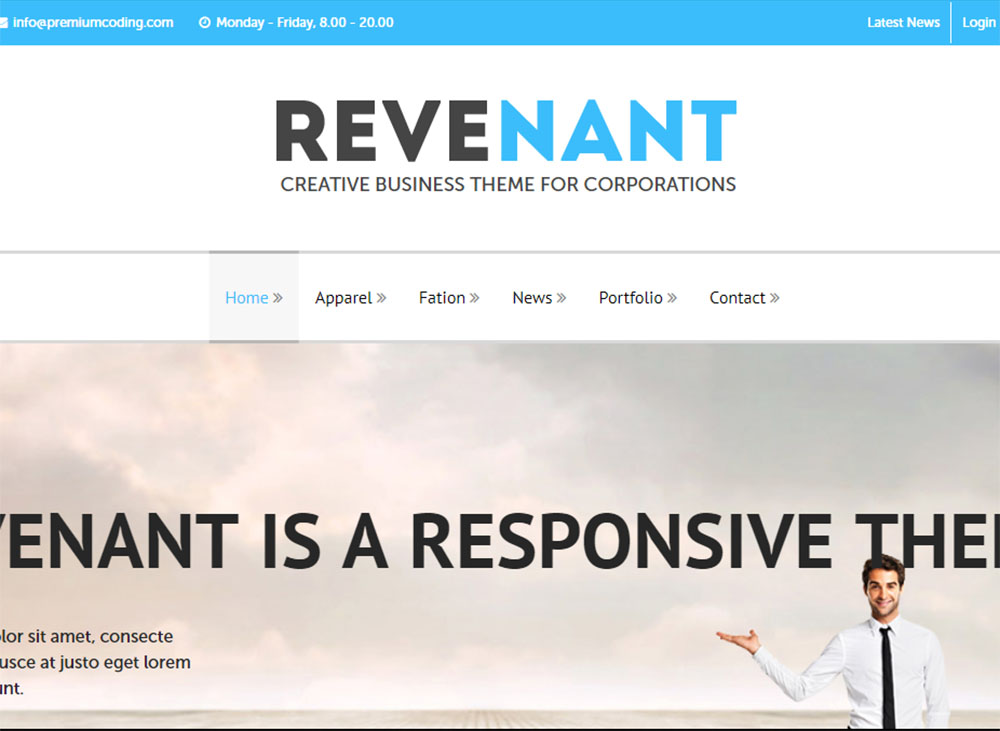 info@premiumcoding.com Monday - Friday, 8.00 - 20.00 Latest News Login
REVENANT
CREATIVE BUSINESS THEME FOR CORPORATIONS
Home » Apparel » Fation » News » Portfolio » Contact »
VENANT IS A RESPONSIVE THE
olor sit amet, consecte
usce at justo eget lorem
unt.